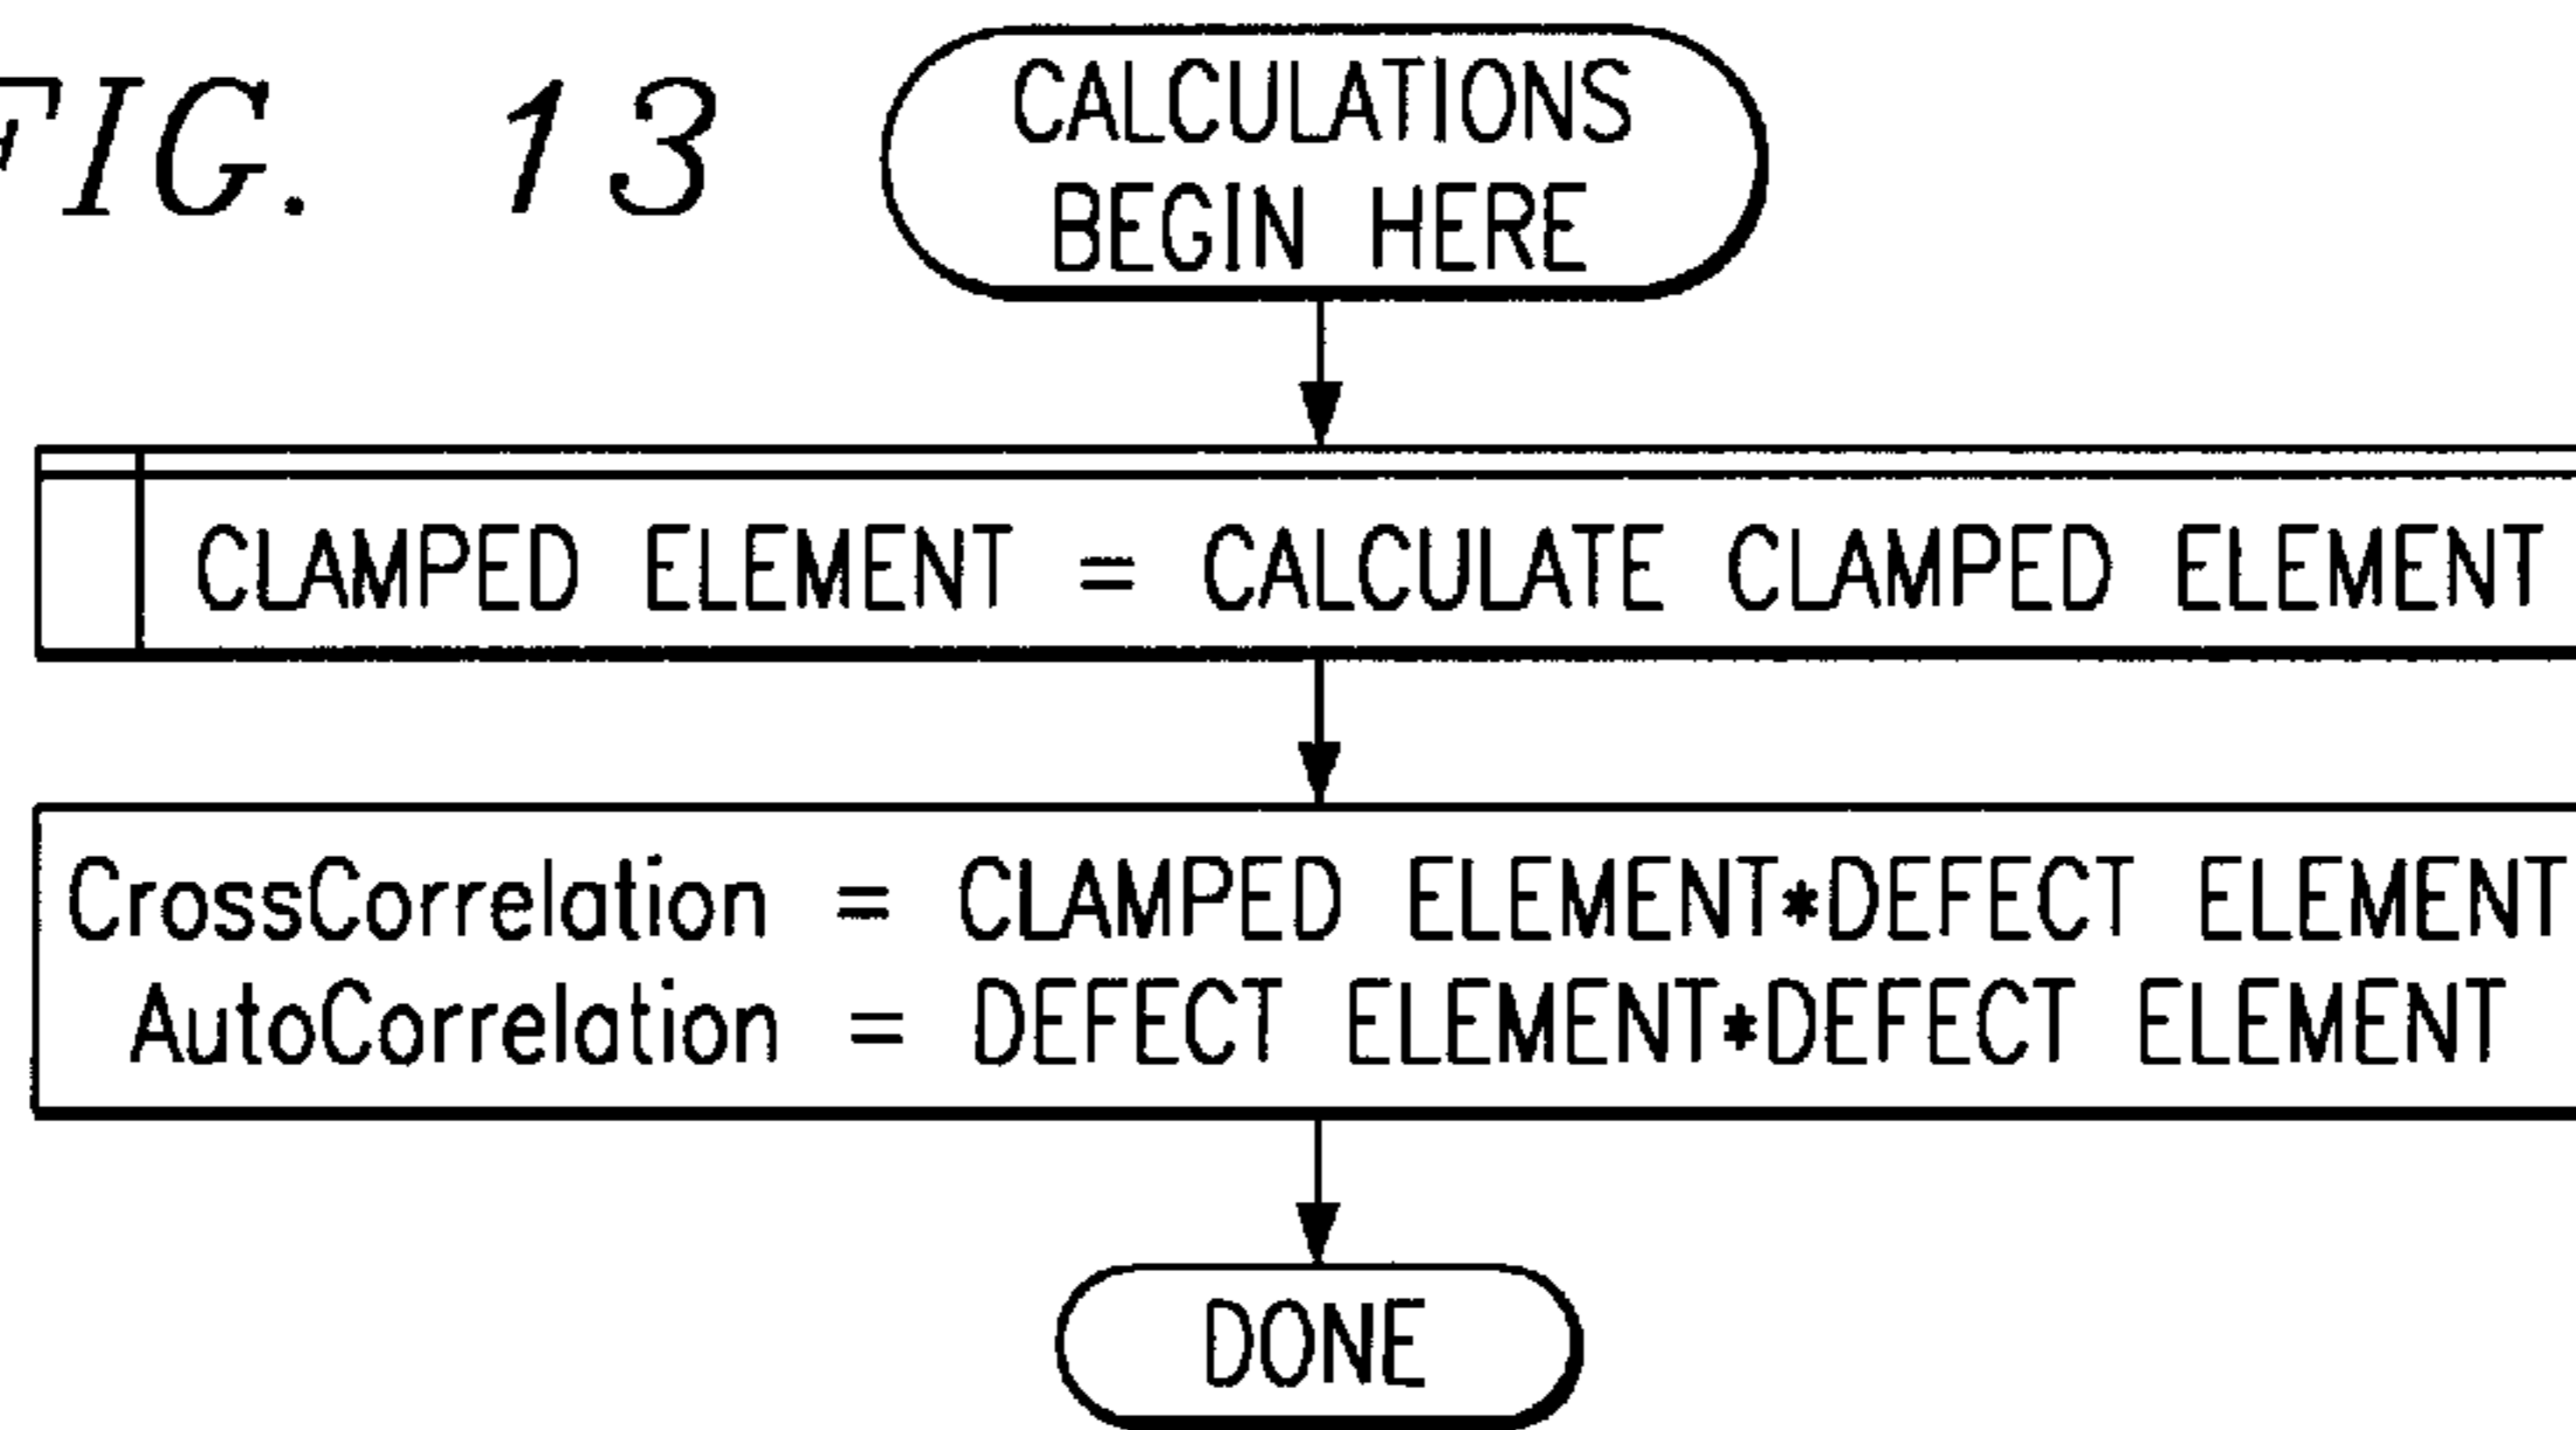 FIG. 13
CALCULATIONS
BEGIN HERE
CLAMPED ELEMENT = CALCULATE CLAMPED ELEMENT
CrossCorrelation = CLAMPED ELEMENT*DEFECT ELEMENT
AutoCorrelation = DEFECT ELEMENT*DEFECT ELEMENT
DONE